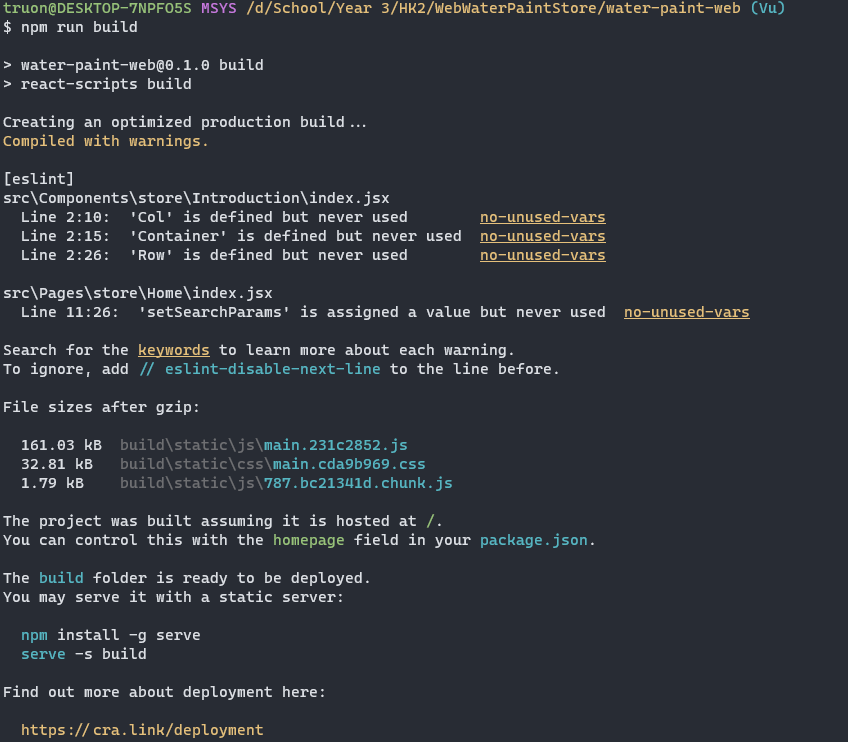 truon@DESKTOP-7NPFO5S MSYS /d/School/Year 3/HK2/WebWaterPaintStore/water-paint-web (Vu)
$ npm run build
> water-paint-web@0.1.0 build
> react-scripts build
Creating an optimized production build...
Compiled with warnings.
[eslint]
src\Components\store\Introduction\index.jsx
  Line 2:10:  'Col' is defined but never used        no-unused-vars
  Line 2:15:  'Container' is defined but never used  no-unused-vars
  Line 2:26:  'Row' is defined but never used        no-unused-vars
src\Pages\store\Home\index.jsx
  Line 11:26:  'setSearchParams' is assigned a value but never used  no-unused-vars
Search for the keywords to learn more about each warning.
To ignore, add // eslint-disable-next-line to the line before.
File sizes after gzip:
  161.03 kB  build\static\js\main.231c2852.js
  32.81 kB   build\static\css\main.cda9b969.css
  1.79 kB    build\static\js\787.bc21341d.chunk.js
The project was built assuming it is hosted at /.
You can control this with the homepage field in your package.json.
The build folder is ready to be deployed.
You may serve it with a static server:
  npm install -g serve
  serve -s build
Find out more about deployment here:
  https://cra.link/deployment